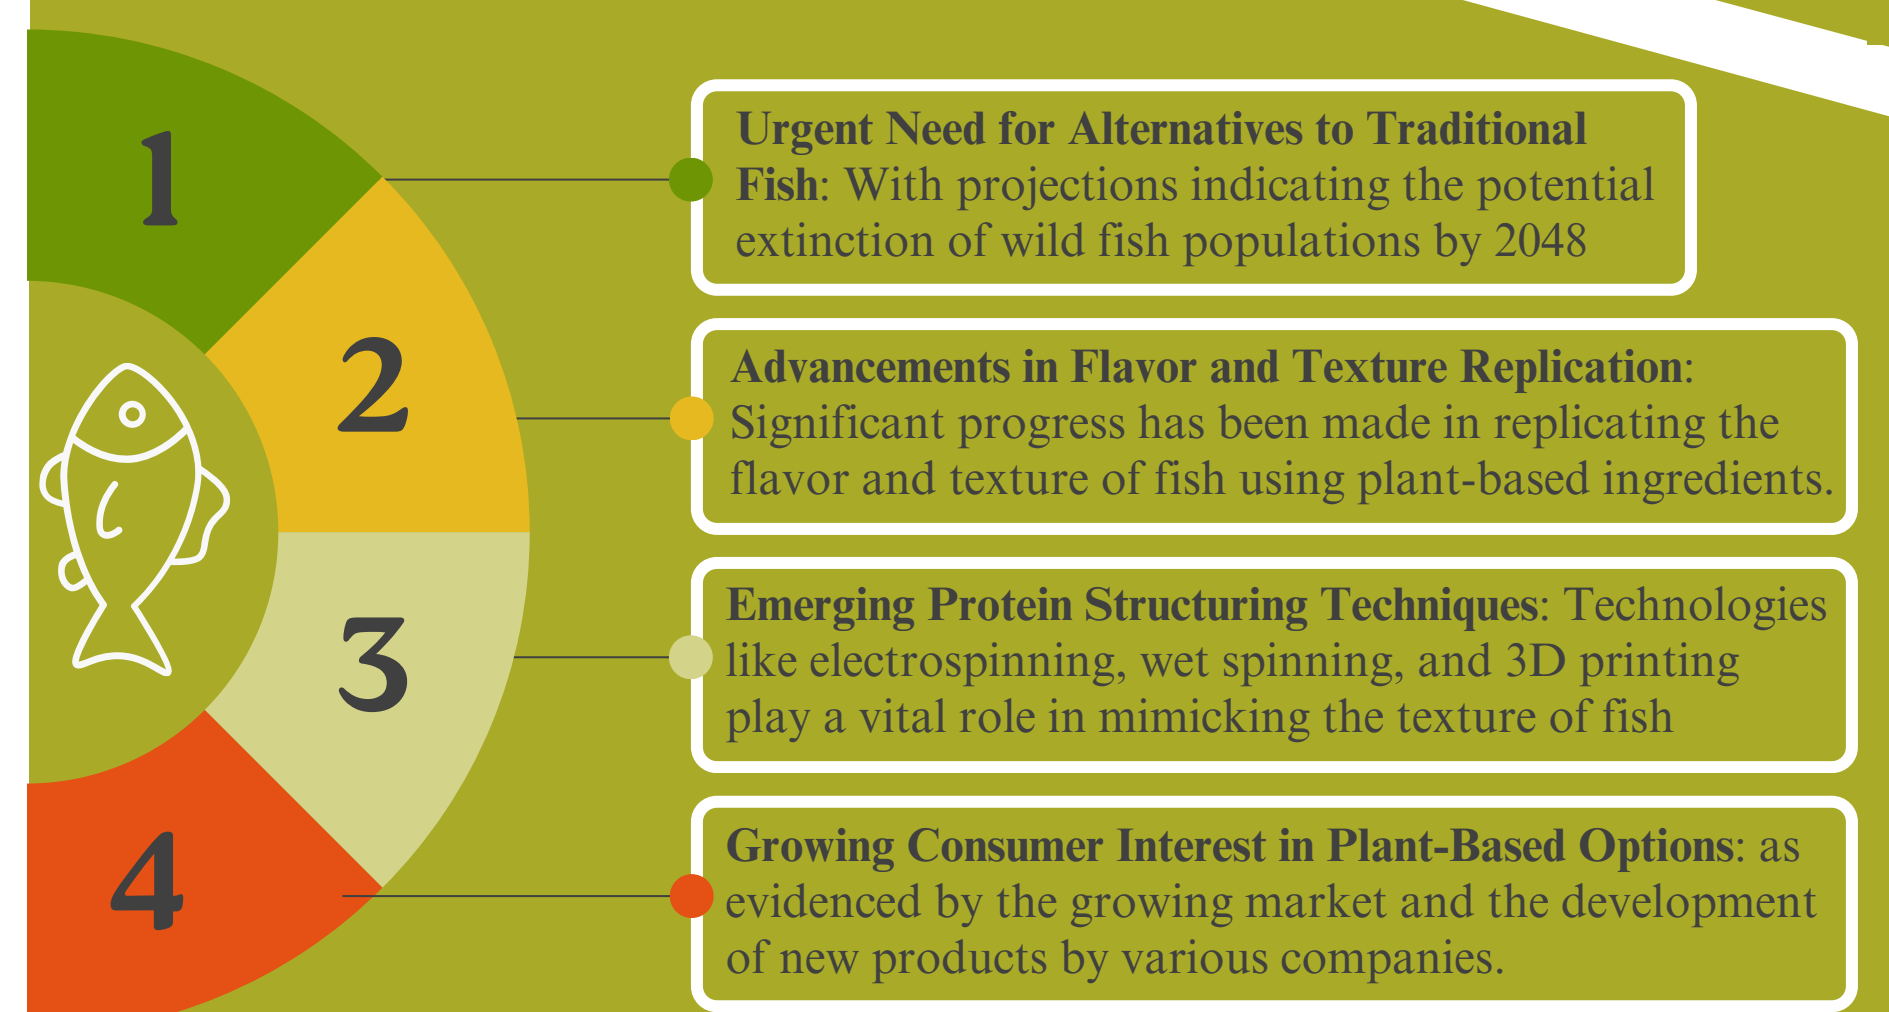 1
Urgent Need for Alternatives to Traditional
Fish: With projections indicating the potential
extinction of wild fish populations by 2048
2
Advancements in Flavor and Texture Replication:
Significant progress has been made in replicating the
flavor and texture of fish using plant-based ingredients.
3
Emerging Protein Structuring Techniques: Technologies
like electrospinning, wet spinning, and 3D printing
play a vital role in mimicking the texture of fish
4
Growing Consumer Interest in Plant-Based Options: as
evidenced by the growing market and the development
of new products by various companies.